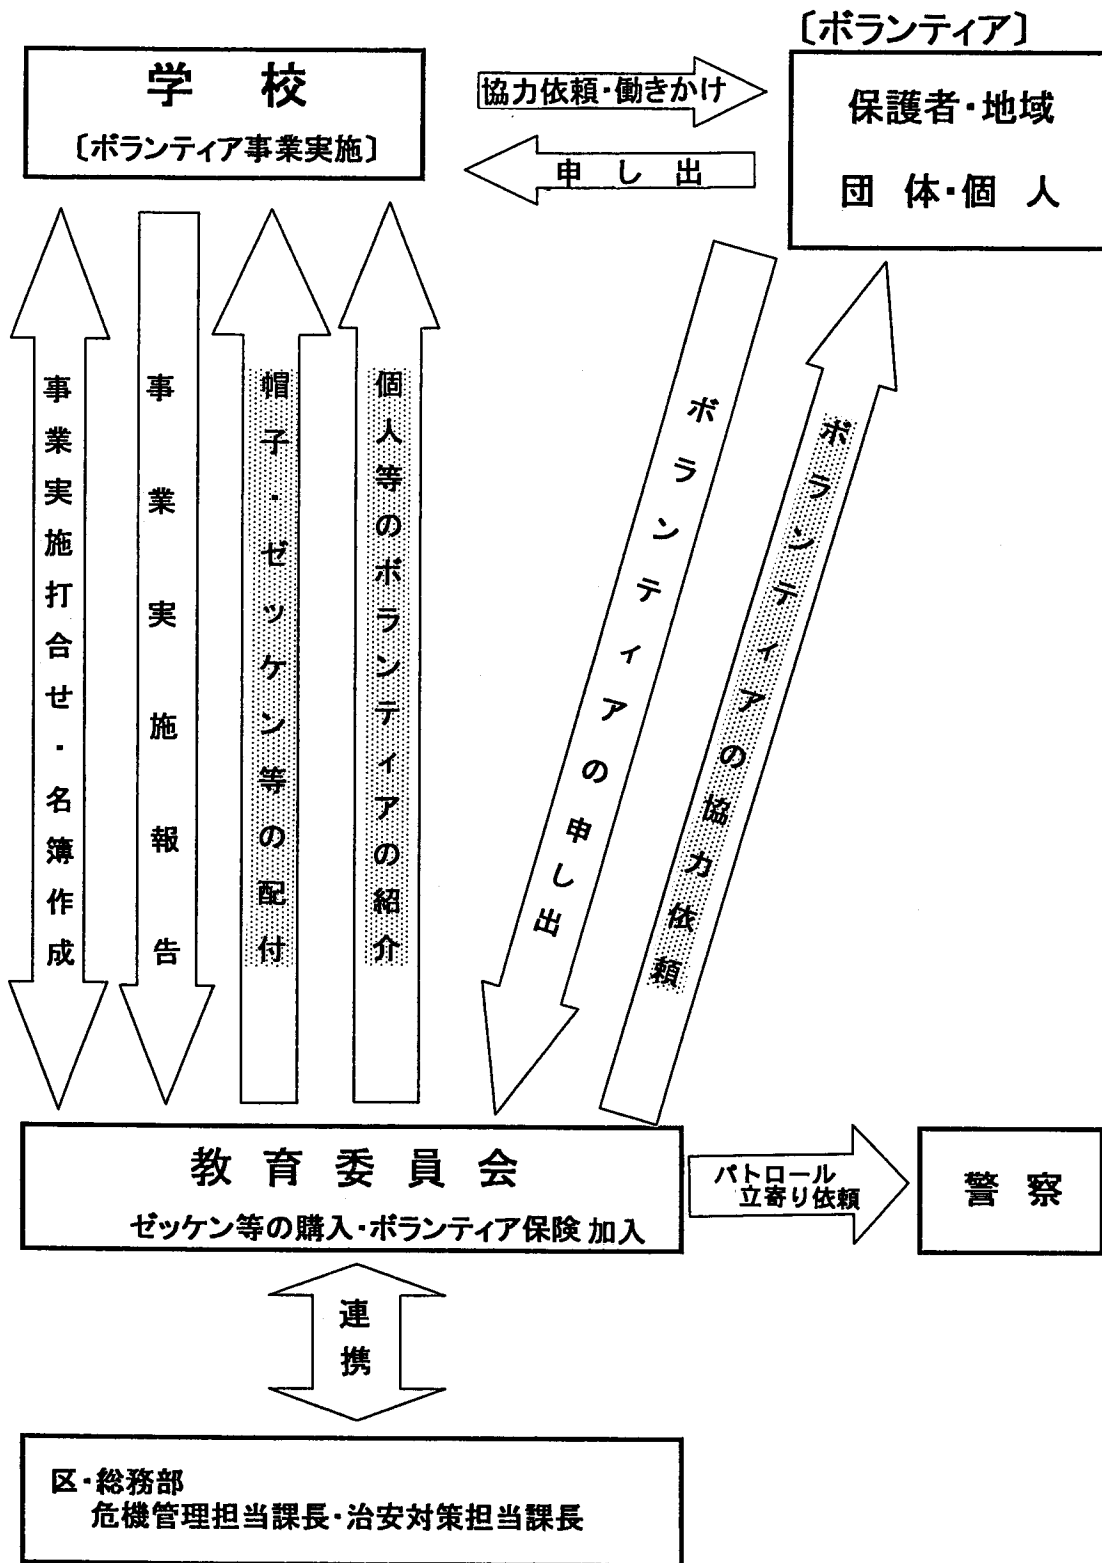 〔ボランティア〕
学 校
〔ボランティア事業実施〕
協力依頼・働きかけ
申 し 出
保護者・地域
団 体・個 人
事業実施打合せ・名簿作成
事業実施報告
帽子・ゼッケン等の配付
個人等のボランティアの紹介
ボランティアの申し出
ボランティアの協力依頼
教 育 委 員 会
ゼッケン等の購入・ボランティア保険 加入
パトロール
立寄り依頼
警 察
連携
区・総務部
危機管理担当課長・治安対策担当課長